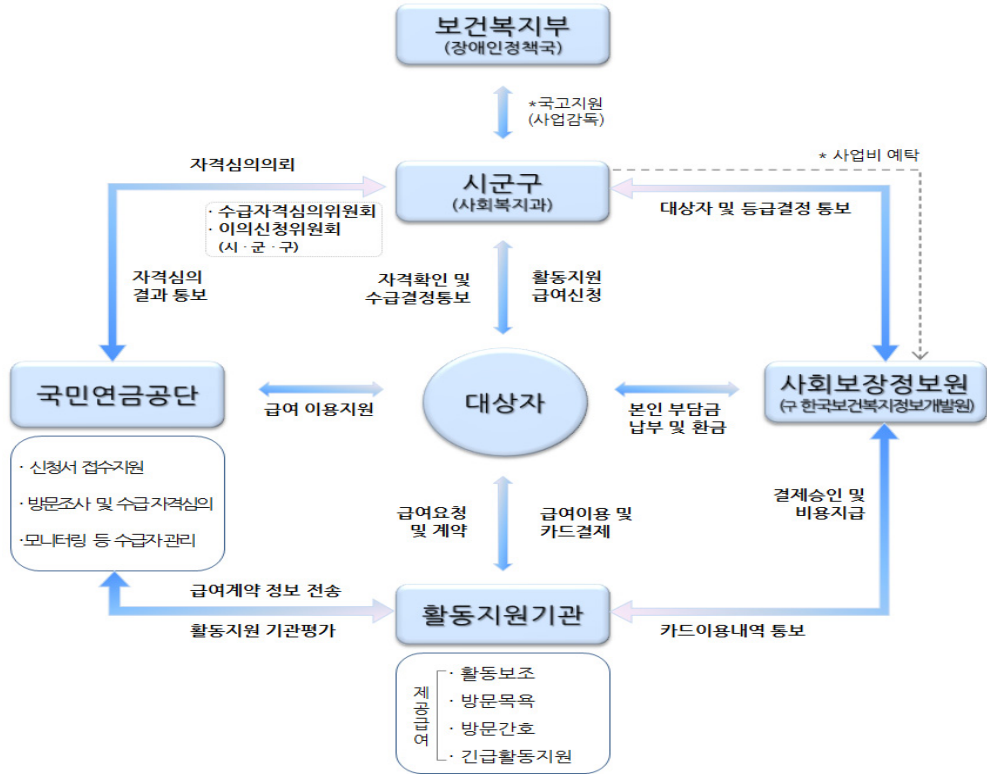 보건복지부
(장애인정책국)
*국고지원
(사업감독)
* 사업비 예탁
자격심의의뢰
시군구
(사회복지과)
대상자 및 등급결정 통보
· 수급자격심의위원회
· 이의신청위원회
(시·군·구)
자격심의
결과 통보
자격확인 및
수급결정통보
활동지원
급여신청
국민연금공단
급여 이용지원
대상자
본인 부담금
납부 및 환금
사회보장정보원
(구 한국보건복지정보개발원)
· 신청서 접수지원
· 방문조사 및 수급 자격심의
·모니터링 등 수급자 관리
급여요청
및 계약
급여이용 및
카드결제
결제승인 및
비용지급
급여계약 정보 전송
활동지원 기관평가
활동지원기관
카드이용내역 통보
제공급여
· 활동보조
· 방문목욕
· 방문간호
· 긴급활동지원